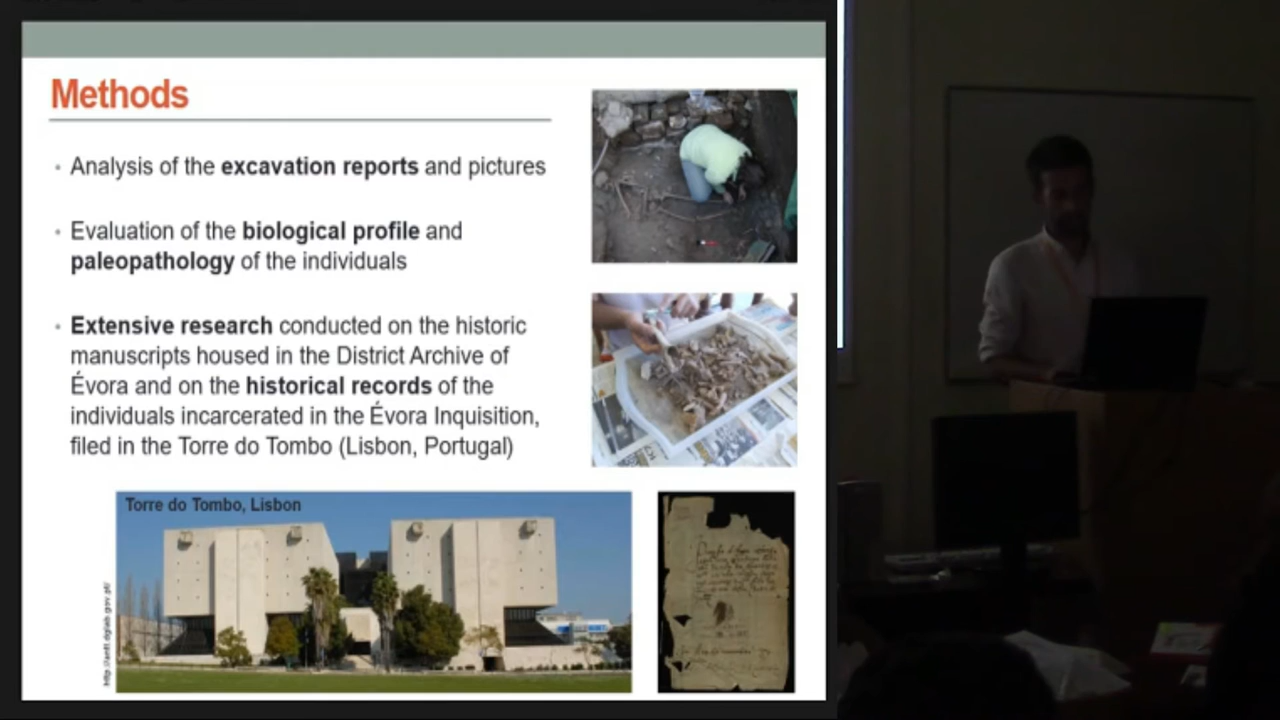 Methods
Analysis of the excavation reports and pictures
Evaluation of the biological profile and
paleopathology of the individuals
Extensive research conducted on the historic
manuscripts housed in the District Archive of
Évora and on the historical records of the
individuals incarcerated in the Évora Inquisition,
filed in the Torre do Tombo (Lisbon, Portugal)
Torre do Tombo, Lisbon